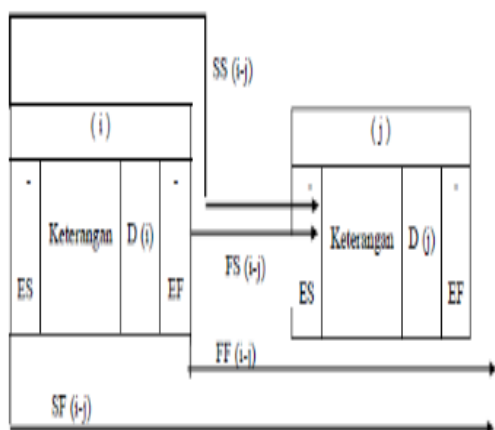 SS (i-j)
( i )
( j )
- - - -
Keterangan D (i)
Keterangan D (j)
FS (i-j)
ES EF
ES EF
FF (i-j)
SF (i-j)